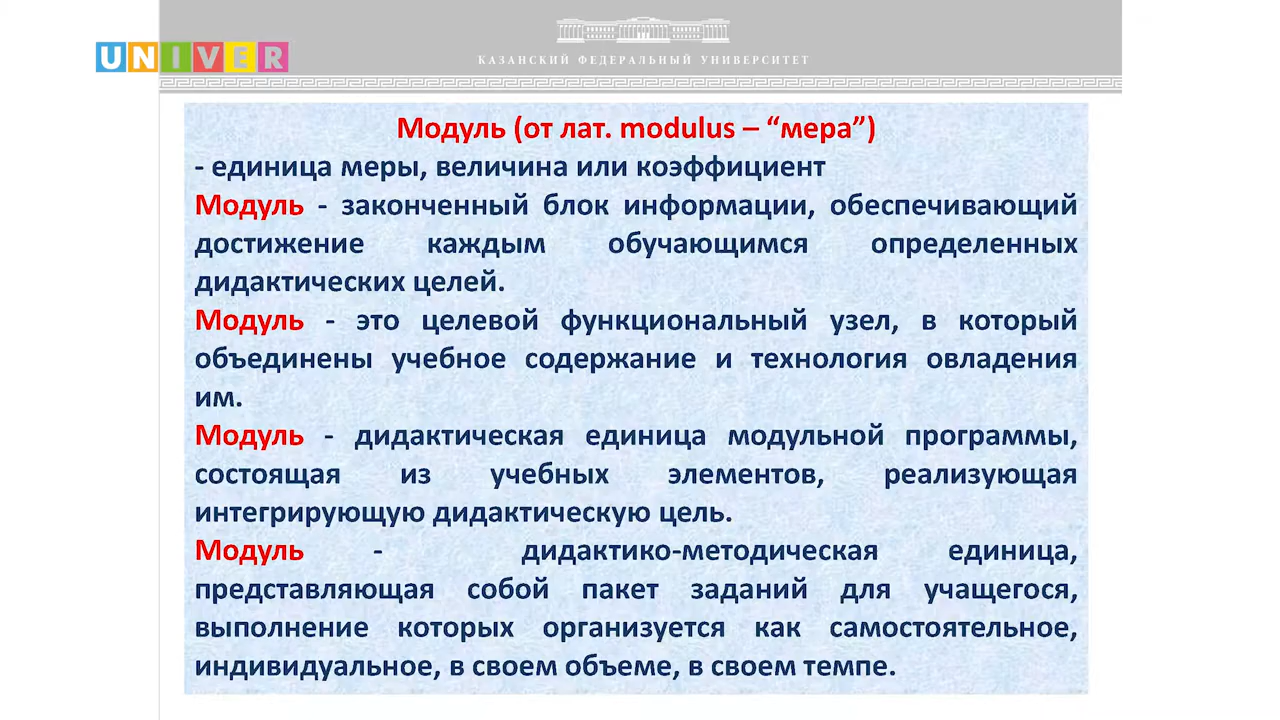 UNIVER
КАЗАНСКИЙ ФЕДЕРАЛЬНЫЙ УНИВЕРСИТЕТ
Модуль (от лат. modulus – “мера”)
- единица меры, величина или коэффициент
Модуль - законченный блок информации, обеспечивающий
достижение каждым обучающимся определенных
дидактических целей.
Модуль - это целевой функциональный узел, в который
объединены учебное содержание и технология овладения
им.
Модуль - дидактическая единица модульной программы,
состоящая из учебных элементов, реализующая
интегрирующую дидактическую цель.
Модуль - дидактико-методическая единица,
представляющая собой пакет заданий для учащегося,
выполнение которых организуется как самостоятельное,
индивидуальное, в своем объеме, в своем темпе.